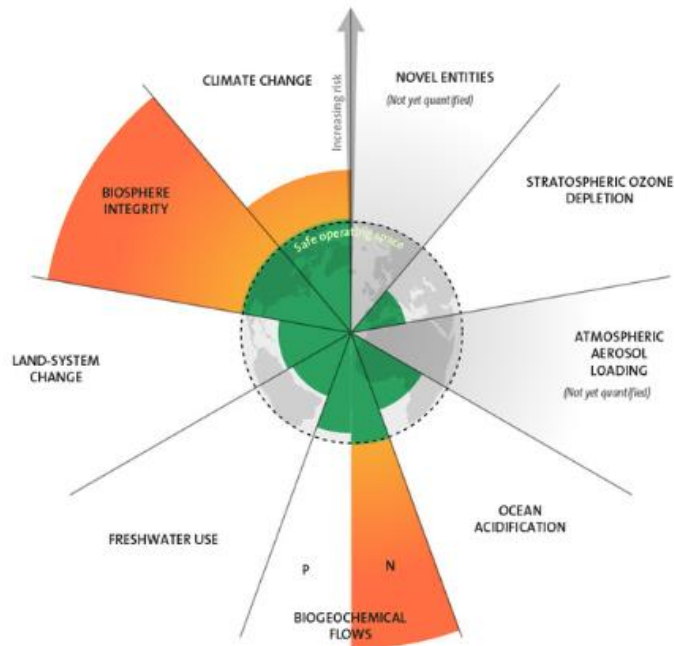 CLIMATE CHANGE
NOVEL ENTITIES
(Not yet quantified)
Increasing risk
BIOSPHERE
INTEGRITY
STRATOSPHERIC OZONE
DEPLETION
Safe operating space
LAND-SYSTEM
CHANGE
ATMOSPHERIC
AEROSOL
LOADING
(Not yet quantified)
FRESHWATER USE
OCEAN
ACIDIFICATION
P
N
BIOGEOCHEMICAL
FLOWS